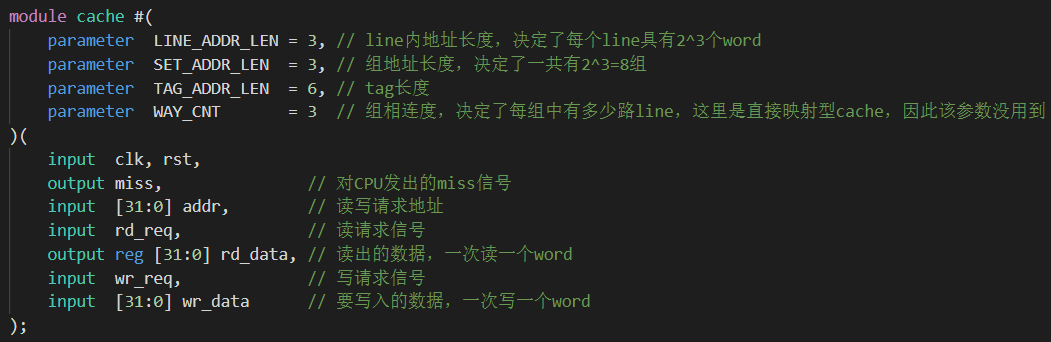 module cache #(
    parameter  LINE_ADDR_LEN = 3, // line内地址长度，决定了每个line具有2^3个word
    parameter  SET_ADDR_LEN  = 3, // 组地址长度，决定了一共有2^3=8组
    parameter  TAG_ADDR_LEN  = 6, // tag长度
    parameter  WAY_CNT       = 3  // 组相连度，决定了每组中有多少路line，这里是直接映射型cache，因此该参数没用到
)(
    input  clk, rst,
    output miss,               // 对CPU发出的miss信号
    input  [31:0] addr,        // 读写请求地址
    input  rd_req,             // 读请求信号
    output reg [31:0] rd_data, // 读出的数据，一次读一个word
    input  wr_req,             // 写请求信号
    input  [31:0] wr_data      // 要写入的数据，一次写一个word
);